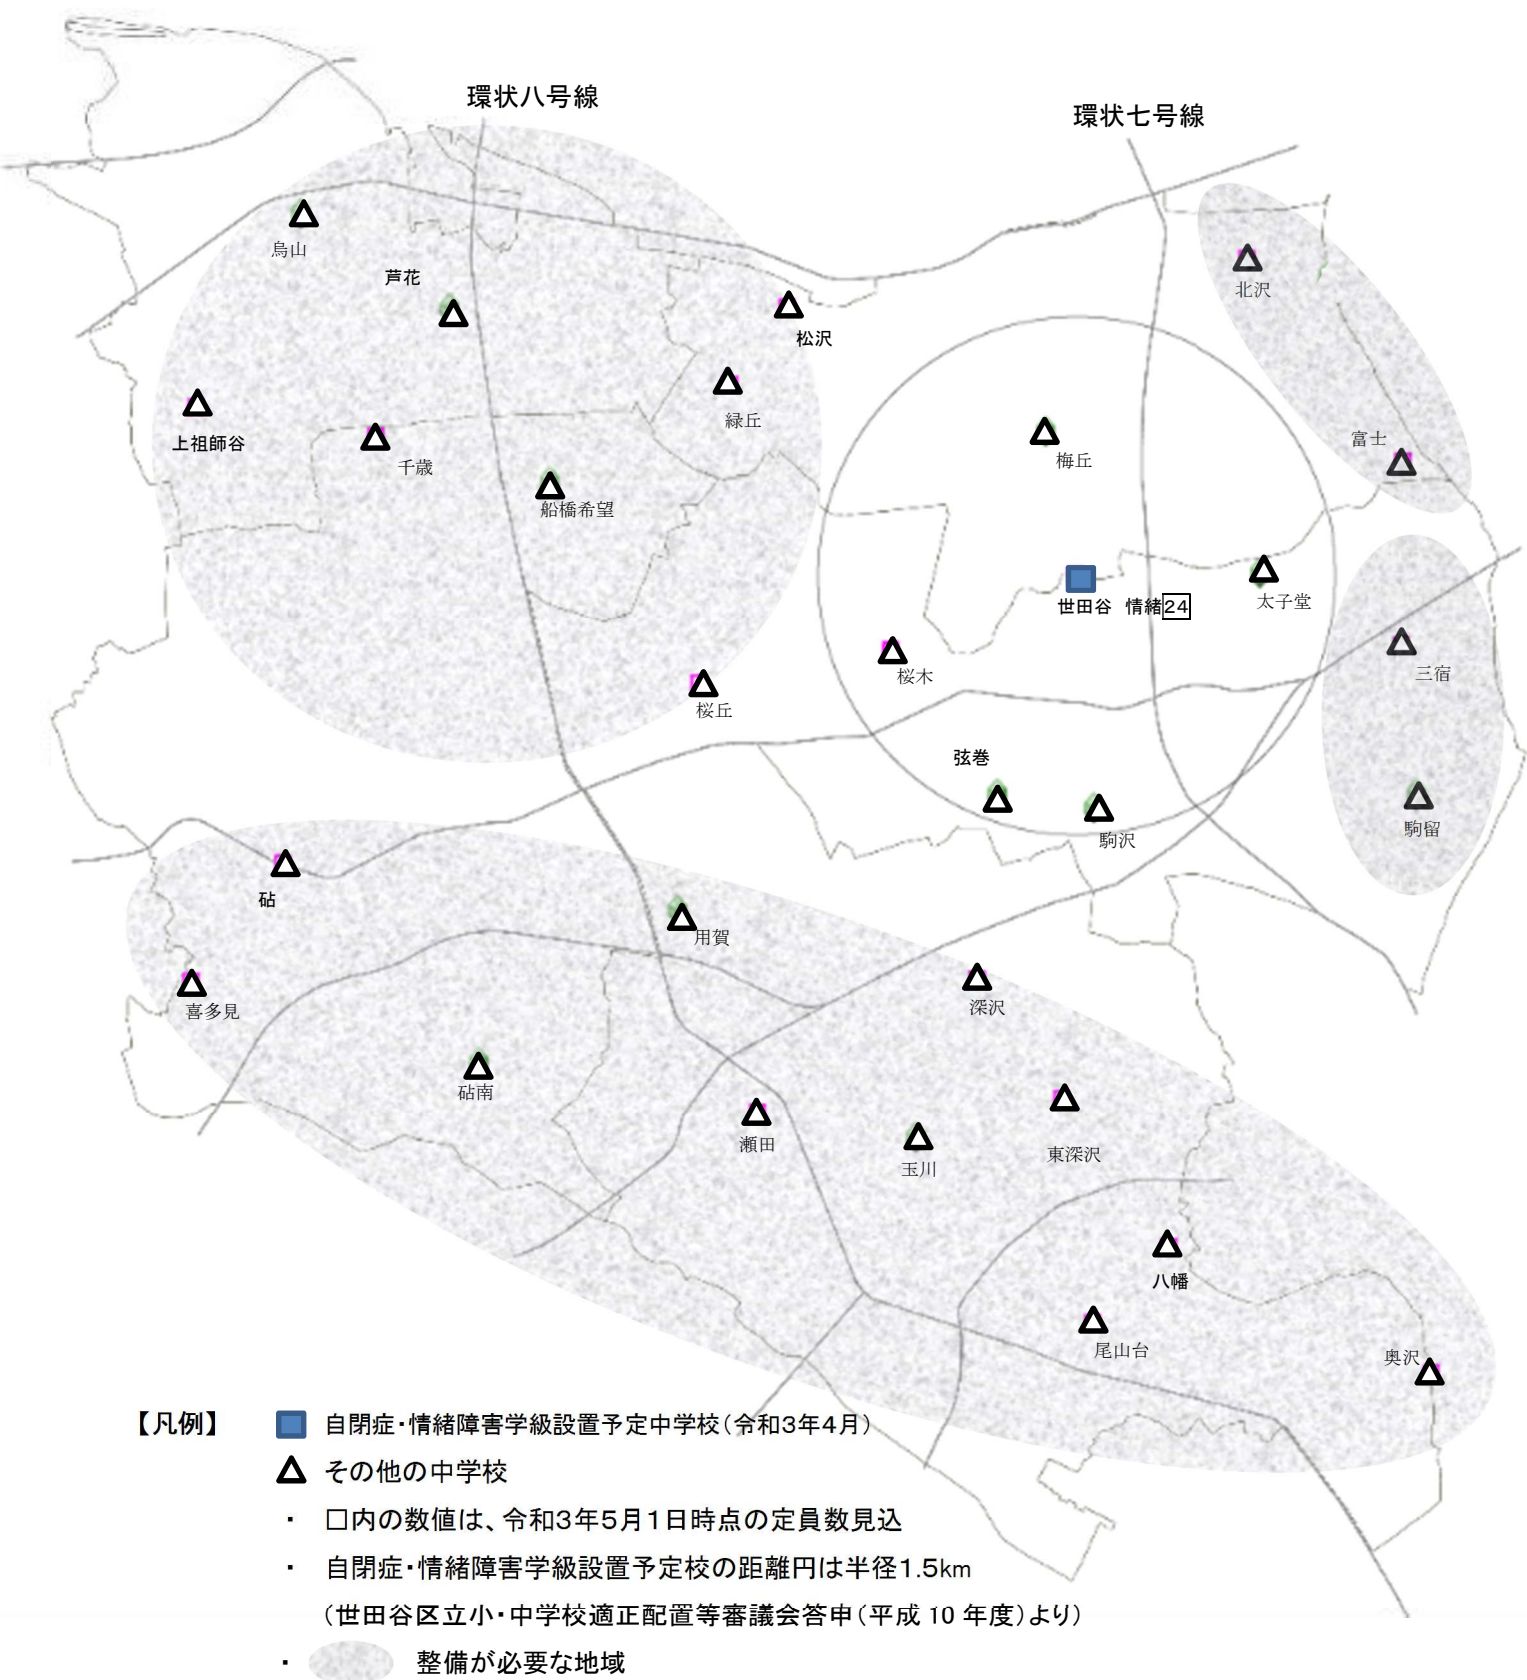 環状八号線
環状七号線
烏山
芦花
北沢
松沢
上祖師谷
緑丘
千歳
梅丘
富士
船橋希望
世田谷 情緒24
太子堂
桜木
三宿
桜丘
弦巻
駒沢
駒留
砧
用賀
喜多見
深沢
砧南
瀬田
玉川
東深沢
八幡
尾山台
奥沢
【凡例】 自閉症・情緒障害学級設置予定中学校(令和3年4月)
その他の中学校
・ □内の数値は、令和3年5月1日時点の定員数見込
・ 自閉症・情緒障害学級設置予定校の距離円は半径1.5km
(世田谷区立小・中学校適正配置等審議会答申(平成 10 年度)より)
・ 整備が必要な地域